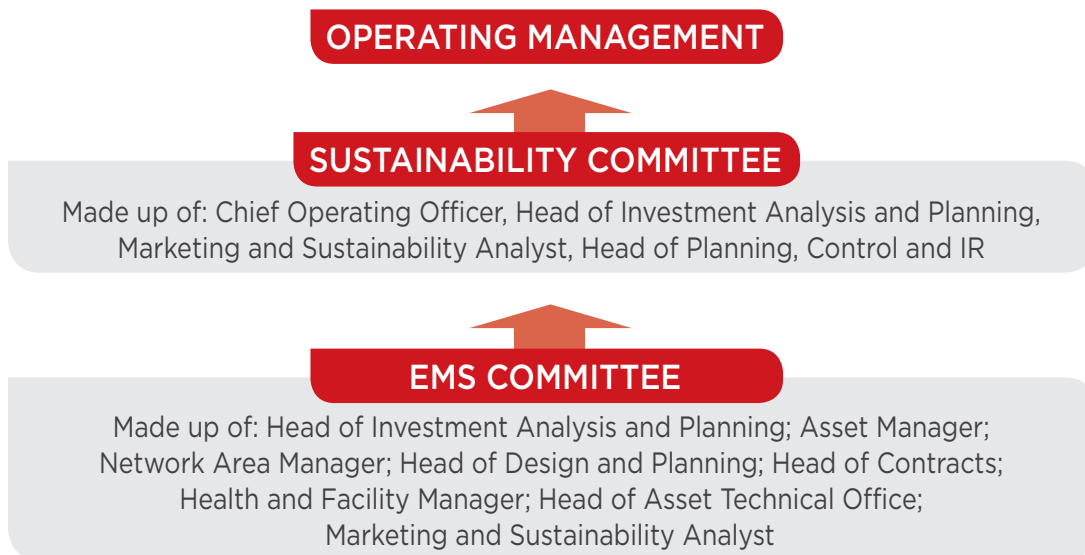 OPERATING MANAGEMENT
SUSTAINABILITY COMMITTEE
Made up of: Chief Operating Officer, Head of Investment Analysis and Planning,
Marketing and Sustainability Analyst, Head of Planning, Control and IR
EMS COMMITTEE
Made up of: Head of Investment Analysis and Planning; Asset Manager;
Network Area Manager; Head of Design and Planning; Head of Contracts;
Health and Facility Manager; Head of Asset Technical Office;
Marketing and Sustainability Analyst